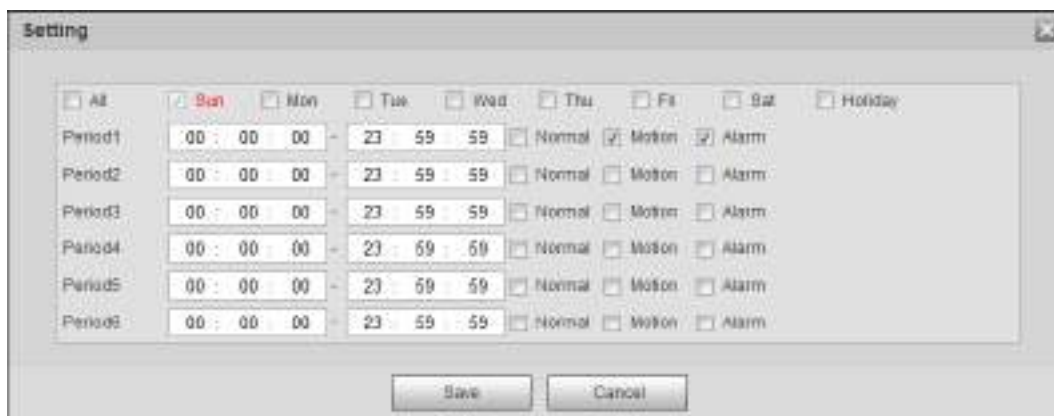 Setting
All Sun Mon Tue Wed Thu Fri Sat Holiday
Period1 00 : 00 : 00 - 23 : 59 : 59 Normal Motion Alarm
Period2 00 : 00 : 00 - 23 : 59 : 59 Normal Motion Alarm
Period3 00 : 00 : 00 - 23 : 59 : 59 Normal Motion Alarm
Period4 00 : 00 : 00 - 23 : 59 : 59 Normal Motion Alarm
Period5 00 : 00 : 00 - 23 : 59 : 59 Normal Motion Alarm
Period6 00 : 00 : 00 - 23 : 59 : 59 Normal Motion Alarm
Save Cancel